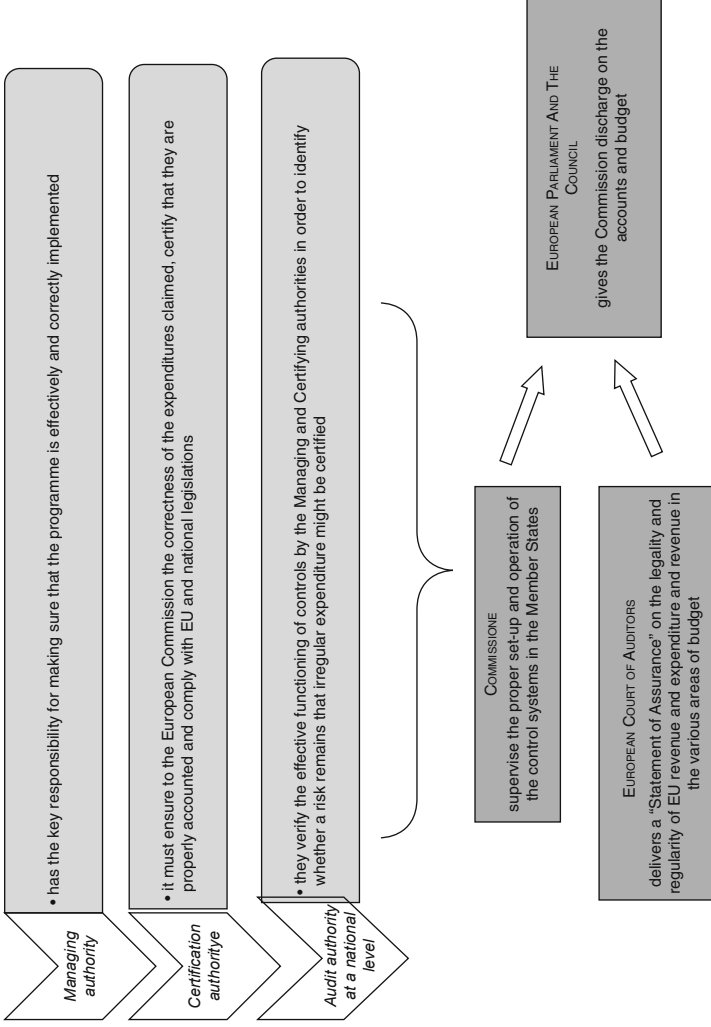 Managing
authority
• has the key responsibility for making sure that the programme is effectively and correctly implemented
Certification
authoritye
• it must ensure to the European Commission the correctness of the expenditures claimed, certify that they are
properly accounted and comply with EU and national legislations
Audit authority
at a national
level
• they verify the effective functioning of controls by the Managing and Certifying authorities in order to identify
whether a risk remains that irregular expenditure might be certified
COMMISSIONE
supervise the proper set-up and operation of
the control systems in the Member States
EUROPEAN COURT OF AUDITORS
delivers a “Statement of Assurance” on the legality and
regularity of EU revenue and expenditure and revenue in
the various areas of budget
EUROPEAN PARLIAMENT AND THE
COUNCIL
gives the Commission discharge on the
accounts and budget